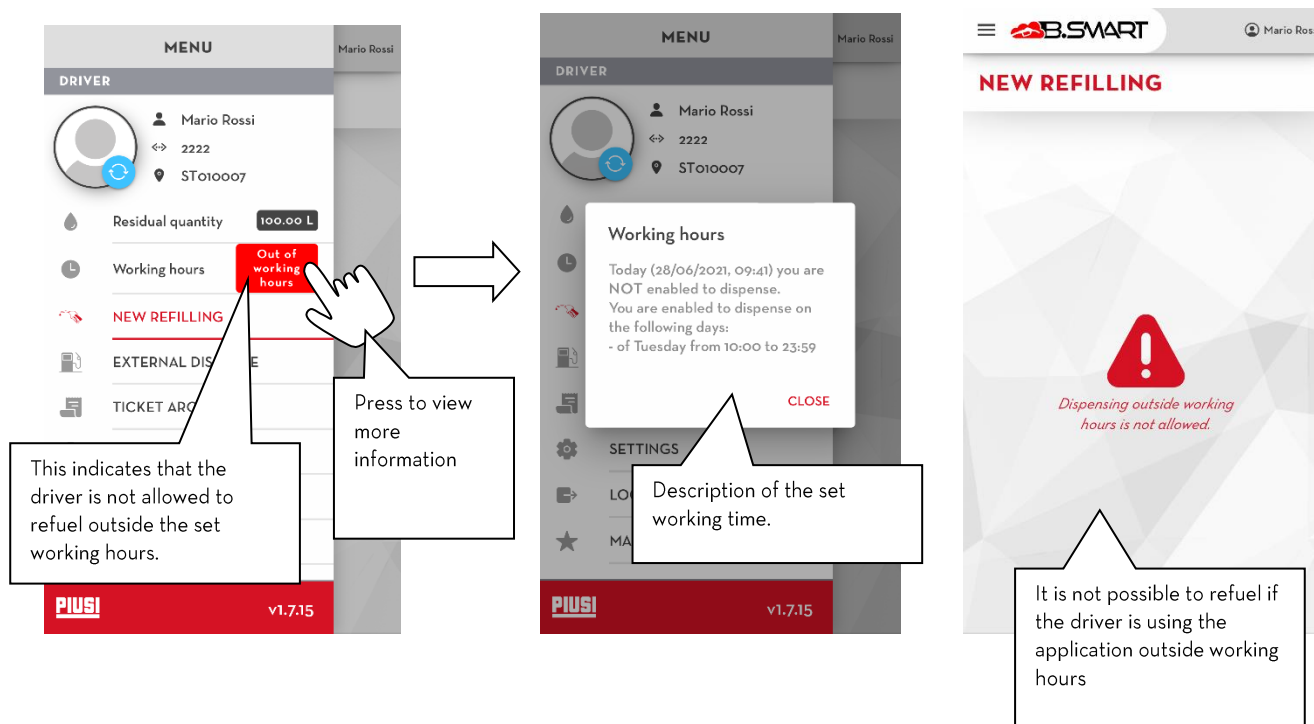 MENU
Mario Rossi
DRIVER
Mario Rossi
2222
ST010007
Residual quantity
100.00 L
Working hours
Out of
working
hours
NEW REFILLING
EXTERNAL DIS E
TICKET ARC
This indicates that the
driver is not allowed to
refuel outside the set
working hours.
Press to view
more
information
PIUSI
v1.7.15
MENU
Mario Rossi
DRIVER
Mario Rossi
2222
ST010007
Working hours
Today (28/06/2021, 09:41) you are
NOT enabled to dispense.
You are enabled to dispense on
the following days:
- of Tuesday from 10:00 to 23:59
CLOSE
SETTINGS
LO
MA
Description of the set
working time.
PIUSI
v1.7.15
B.SMART
Mario Ros
NEW REFILLING
Dispensing outside working
hours is not allowed.
It is not possible to refuel if
the driver is using the
application outside working
hours